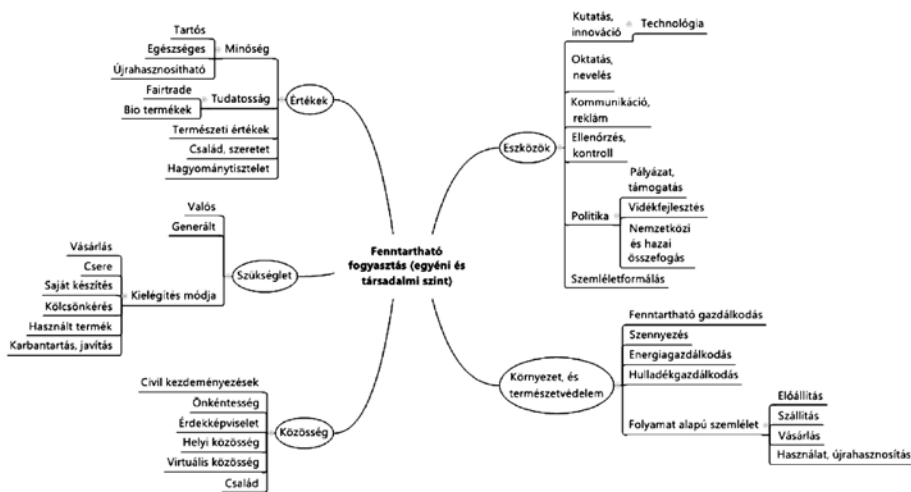 Tartós
Egészséges
Újrahasznosítható
Minőség
Fairtrade
Bio termékek
Tudatosság
Természeti értékek
Család, szeretet
Hagyománytisztelet
Értékek
Valós
Generált
Vásárlás
Csere
Saját készítés
Kölcsönkérés
Használt termék
Karbantartás, javítás
Kielégítés módja
Szükséglet
Civil kezdeményezések
Önkéntesség
Érdekképviselet
Helyi közösség
Virtuális közösség
Család
Közösség
Fenntartható
fogyasztás (egyéni és
társadalmi szint)
Eszközök
Kutatás,
innováció
Technológia
Oktatás,
nevelés
Kommunikáció,
reklám
Ellenőrzés,
kontroll
Politika
Pályázat,
támogatás
Vidékfejlesztés
Nemzetközi
és hazai
összefogás
Szemléletformálás
Környezet, és
természetvédelem
Fenntartható gazdálkodás
Szennyezés
Energiagazdálkodás
Hulladékgazdálkodás
Folyamat alapú szemlélet
Előállítás
Szállítás
Vásárlás
Használat, újrahasznosítás